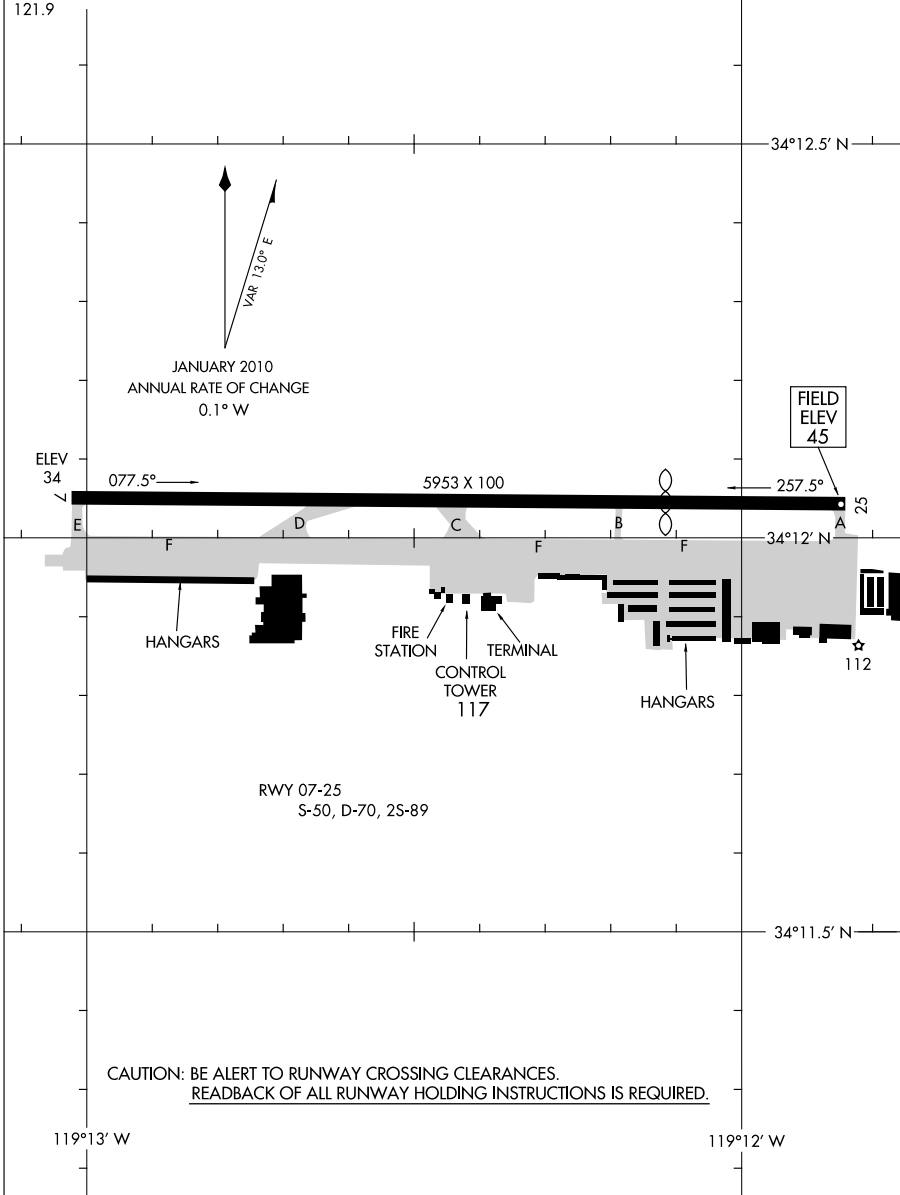 121.9
34°12.5' N
VAR 13.0° E
JANUARY 2010
ANNUAL RATE OF CHANGE
0.1° W
FIELD
ELEV
45
ELEV
34
7
077.5°
5953 X 100
257.5°
25
E
D
C
B
A
F
F
F
34°12' N
HANGARS
FIRE
STATION
CONTROL
TOWER
117
TERMINAL
HANGARS
112
RWY 07-25
S-50, D-70, 2S-89
34°11.5' N
CAUTION: BE ALERT TO RUNWAY CROSSING CLEARANCES.
READBACK OF ALL RUNWAY HOLDING INSTRUCTIONS IS REQUIRED.
119°13' W
119°12' W